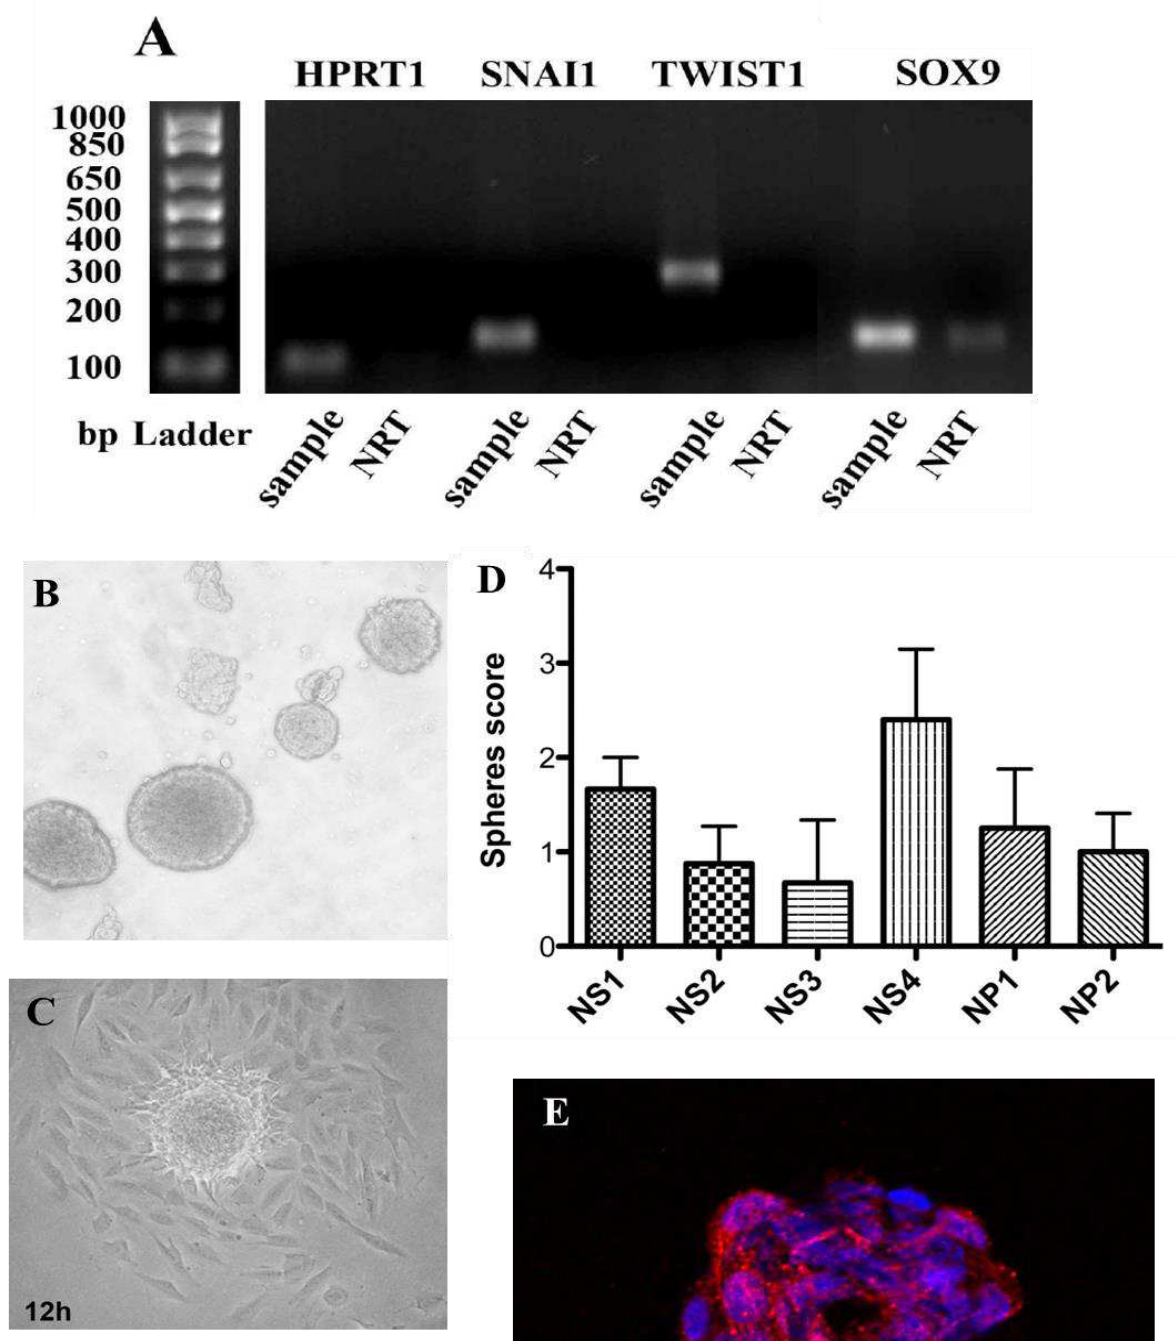 A
HPRT1 SNAI1 TWIST1 SOX9
1000
850
650
500
400
300
200
100
bp Ladder
sample NRT sample NRT sample NRT sample NRT
B
D
Spheres score
4
3
2
1
0
NS1 NS2 NS3 NS4 NP1 NP2
C
12h
E